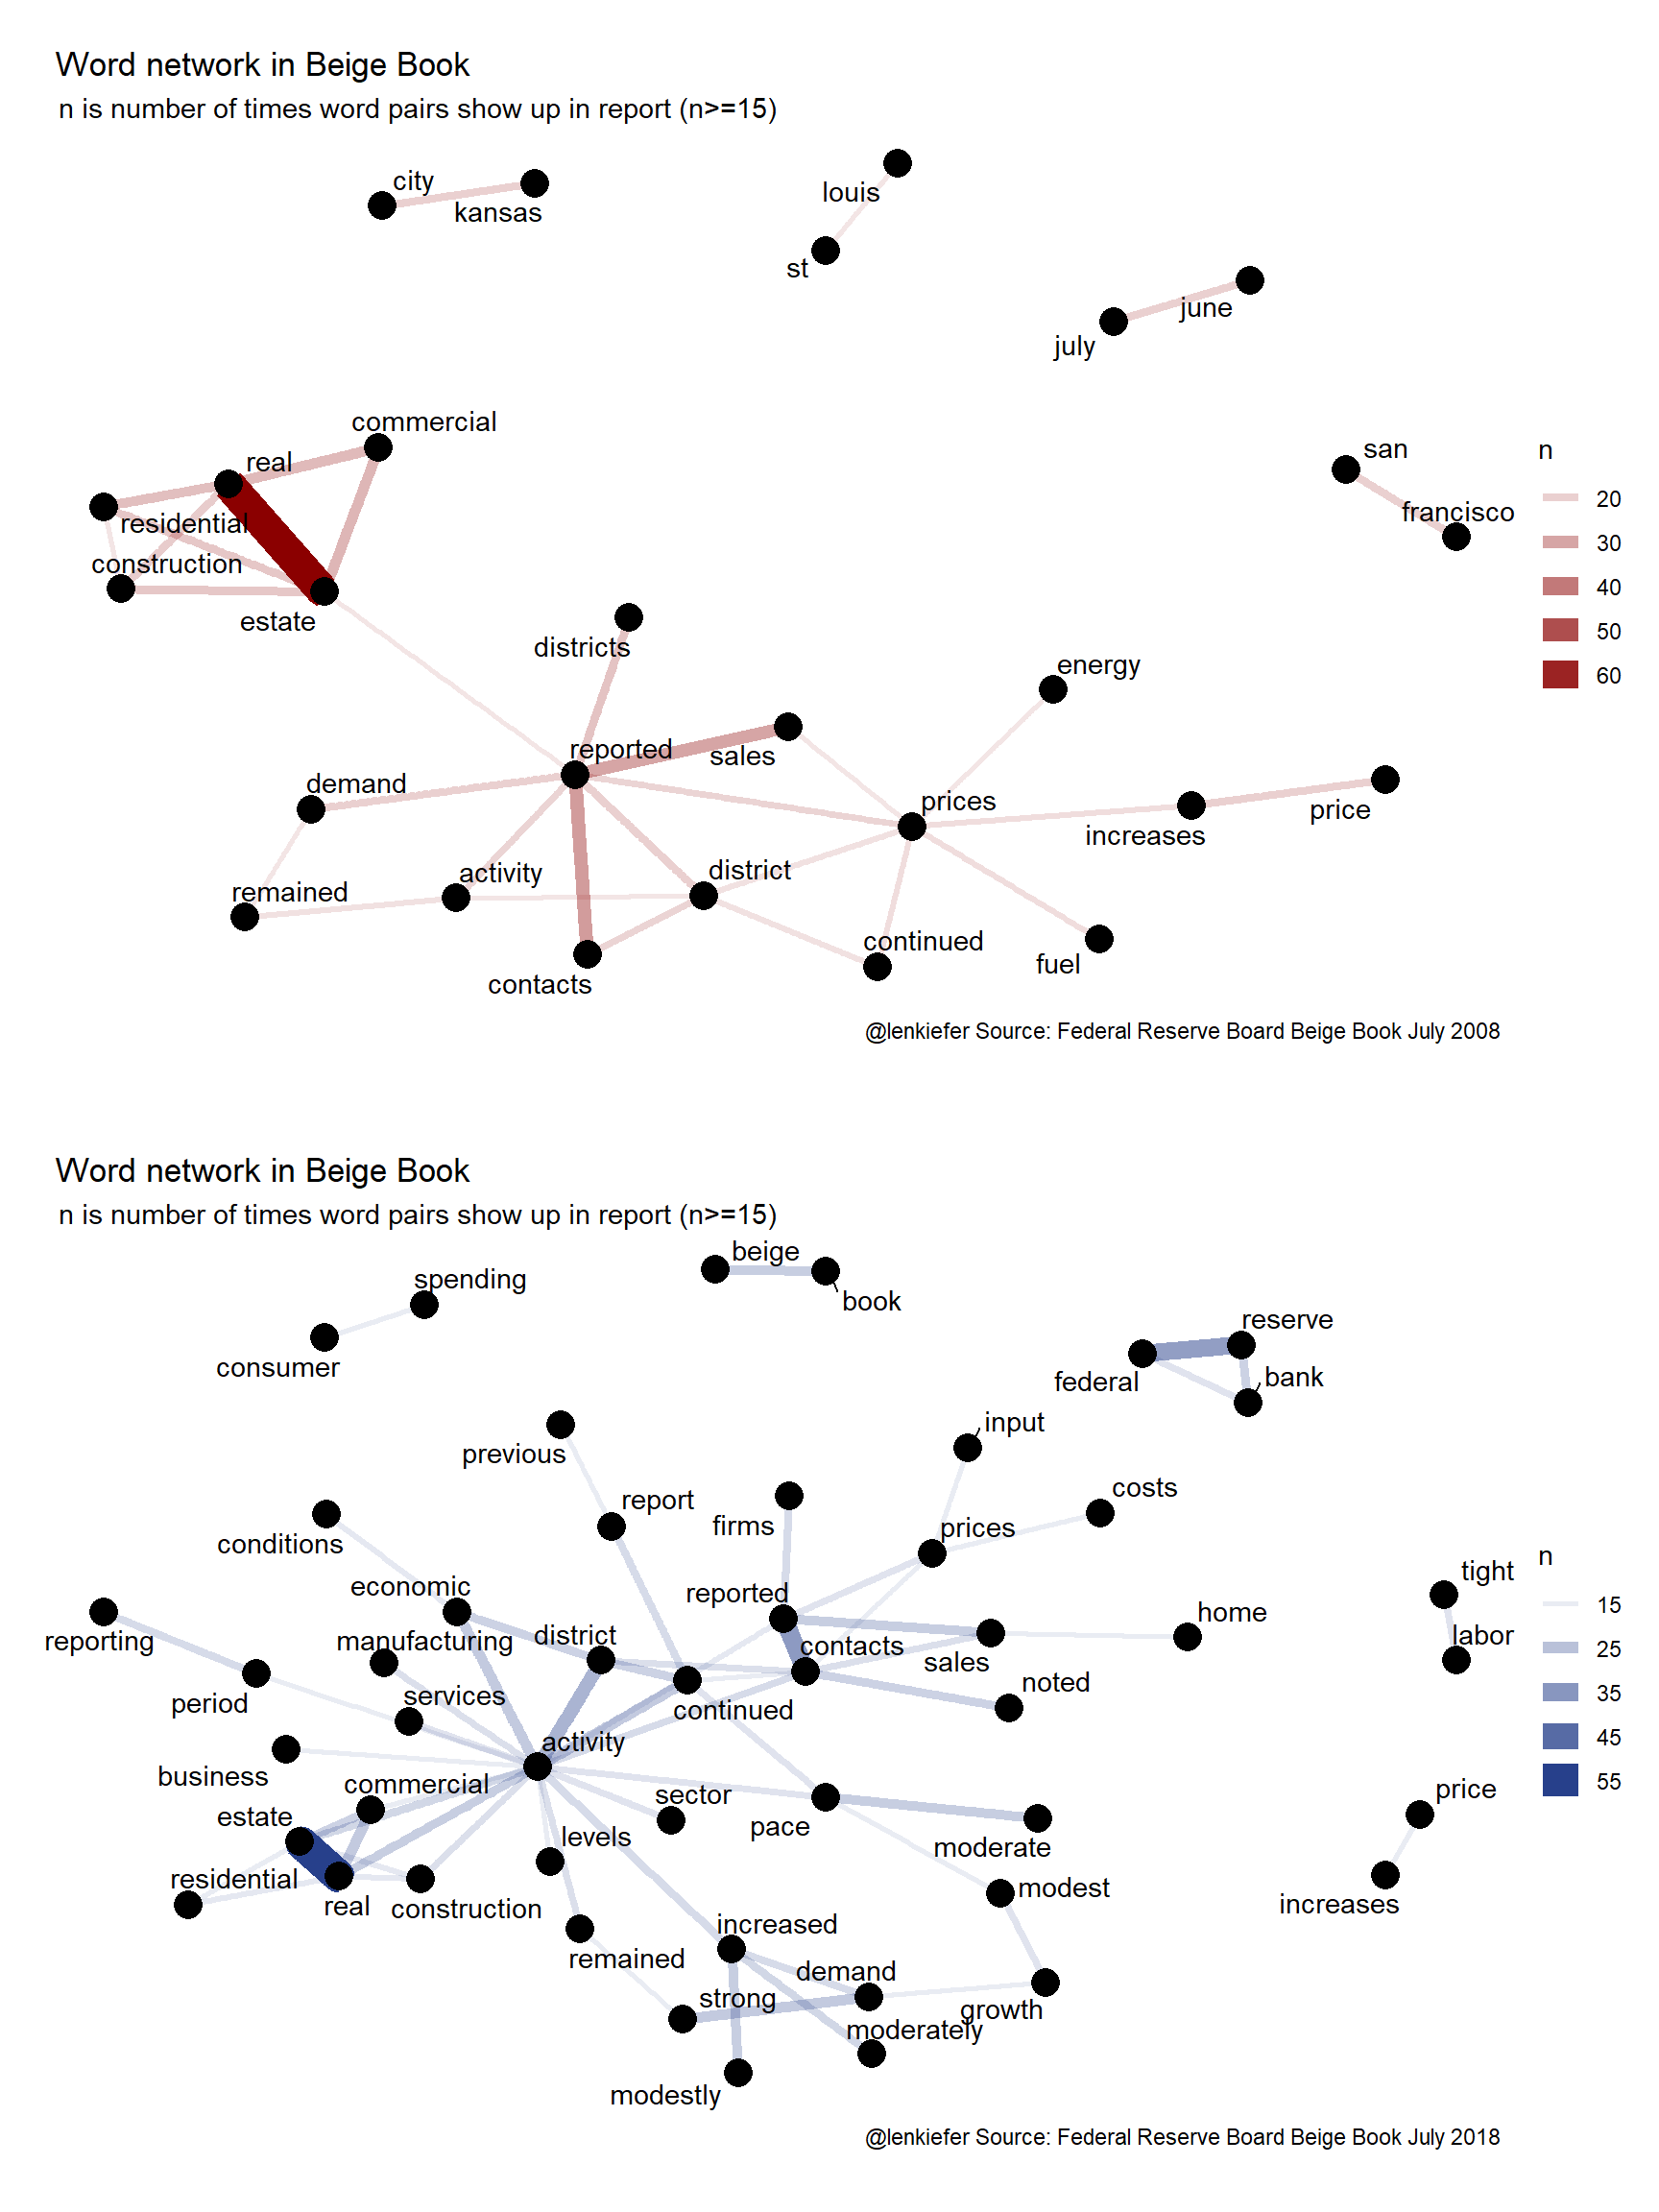 Word network in Beige Book
n is number of times word pairs show up in report (n>=15)
city
kansas
louis
st
june
july
commercial
real
residential
construction
estate
san
francisco
n
20
30
40
50
60
districts
energy
reported
sales
demand
prices
price
increases
activity
district
remained
continued
fuel
contacts
@lenkiefer Source: Federal Reserve Board Beige Book July 2008
Word network in Beige Book
n is number of times word pairs show up in report (n>=15)
beige
spending
book
consumer
reserve
federal
bank
input
previous
costs
report
firms
prices
conditions
n
tight
economic
reported
15
home
reporting
manufacturing
district
contacts
labor
sales
25
noted
period
services
continued
35
activity
45
business
commercial
55
sector
price
estate
pace
levels
moderate
residential
modest
real
construction
increases
increased
remained
demand
strong
growth
moderately
modestly
@lenkiefer Source: Federal Reserve Board Beige Book July 2018